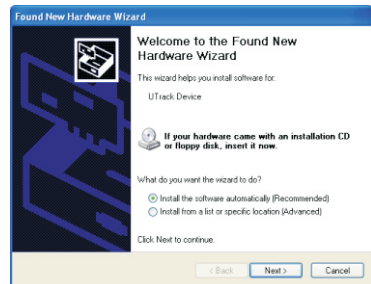 Found New Hardware Wizard
Welcome to the Found New
Hardware Wizard
This wizard helps you install software for:
UTrack Device
If your hardware came with an installation CD
or floppy disk, insert it now.
What do you want the wizard to do?
Install the software automatically (Recommended)
Install from a list or specific location (Advanced)
Click Next to continue.
< Back Next > Cancel